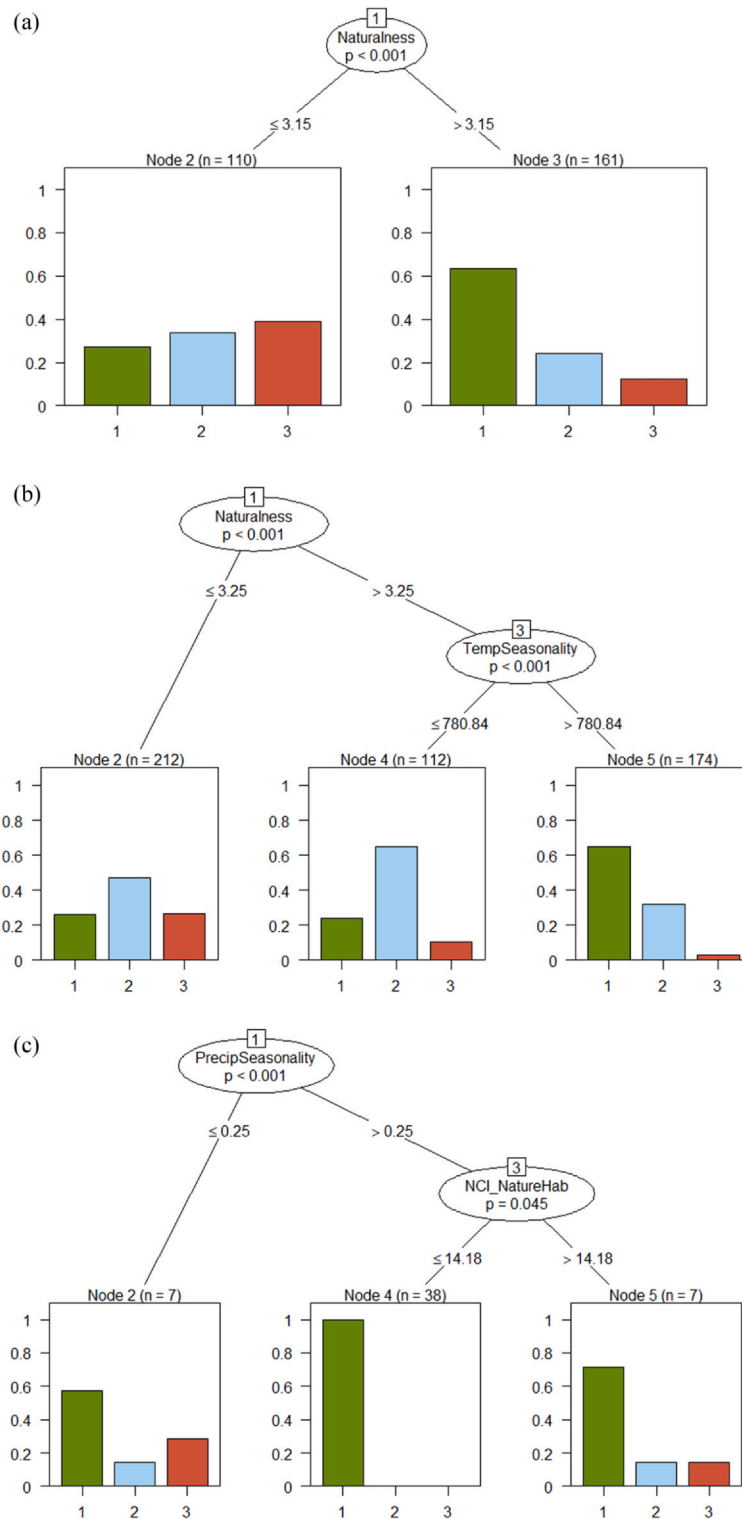 (a)
1
Naturalness
p < 0.001
≤ 3.15
> 3.15
Node 2 (n = 110)
Node 3 (n = 161)
1
0.8
0.6
0.4
0.2
0
1
0.8
0.6
0.4
0.2
0
1 2 3
1 2 3
(b)
1
Naturalness
p < 0.001
≤ 3.25
> 3.25
3
TempSeasonality
p < 0.001
≤ 780.84
> 780.84
Node 2 (n = 212)
Node 4 (n = 112)
Node 5 (n = 174)
1
0.8
0.6
0.4
0.2
0
1
0.8
0.6
0.4
0.2
0
1
0.8
0.6
0.4
0.2
0
1 2 3
1 2 3
1 2 3
(c)
1
PrecipSeasonality
p < 0.001
≤ 0.25
> 0.25
3
NCI_NatureHab
p = 0.045
≤ 14.18
> 14.18
Node 2 (n = 7)
Node 4 (n = 38)
Node 5 (n = 7)
1
0.8
0.6
0.4
0.2
0
1
0.8
0.6
0.4
0.2
0
1
0.8
0.6
0.4
0.2
0
1 2 3
1 2 3
1 2 3